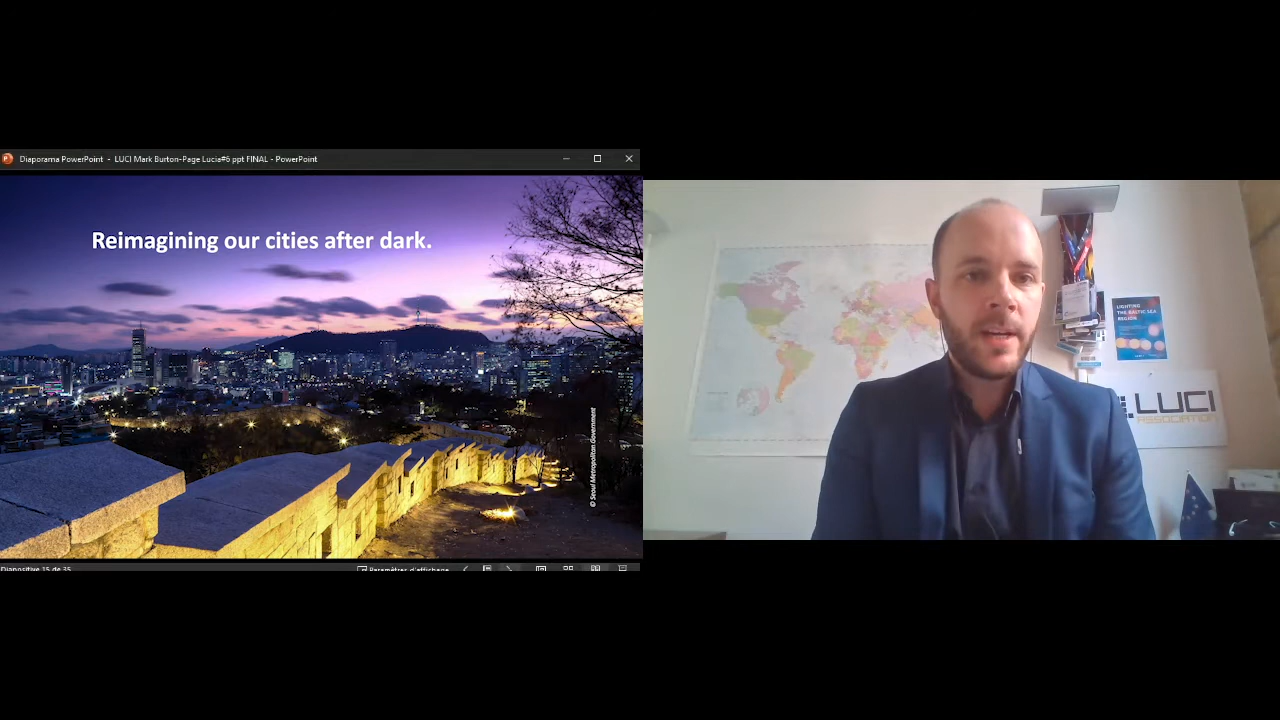 Diaporama PowerPoint - LUCI Mark Burton-Page Lucia#6 ppt FINAL - PowerPoint
Reimagining our cities after dark.
© Seoul Metropolitan Government
Diapositive 15 de 35
Paramètres d'affichage
LIGHTING
THE BALTIC SEA
REGION
LUCI
ASSOCIATION